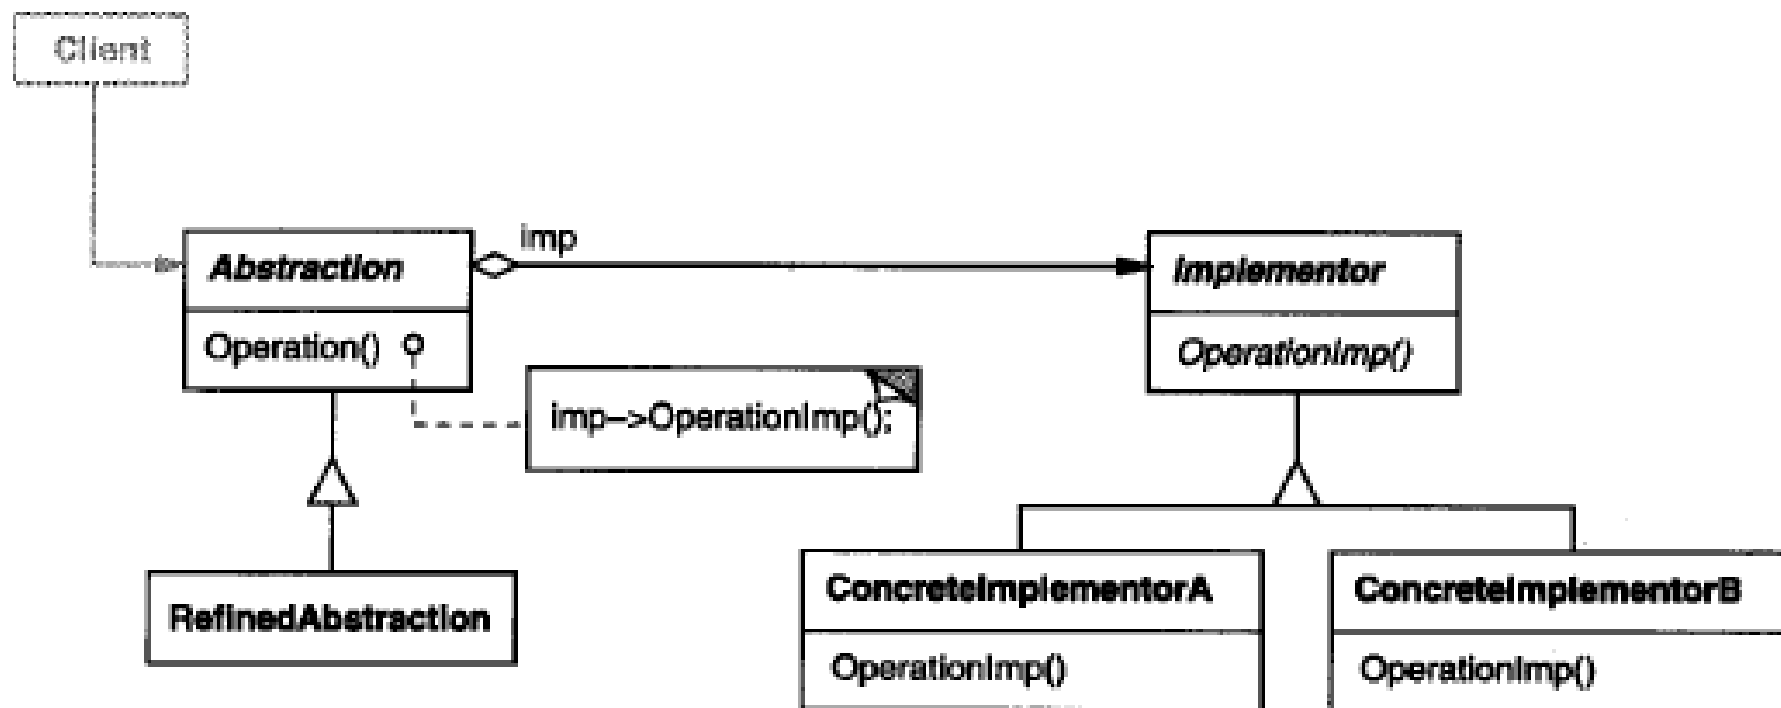 Client
imp
Abstraction
Implementor
Operation()
OperationImp()
imp->OperationImp();
RefinedAbstraction
ConcreteImplementorA
ConcreteImplementorB
OperationImp()
OperationImp()